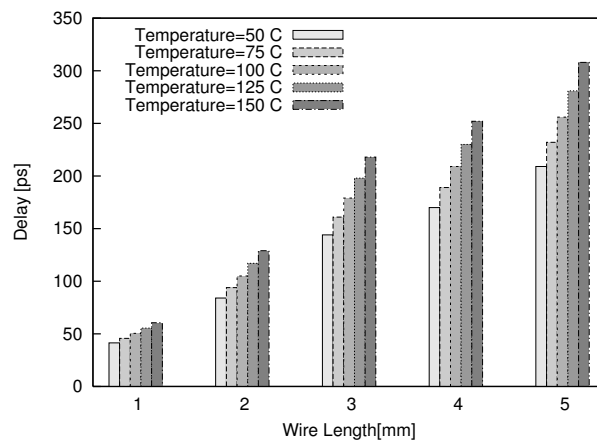 Temperature=50 C
Temperature=75 C
Temperature=100 C
Temperature=125 C
Temperature=150 C
350
300
250
200
150
100
50
0
Delay [ps]
1 2 3 4 5
Wire Length[mm]